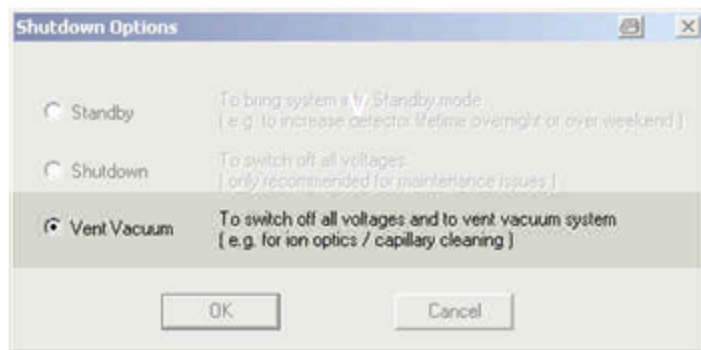 Shutdown Options
Standby
To bring system into Standby mode
( e.g. to increase detector lifetime overnight or over weekend )
Shutdown
To switch off all voltages
( only recommended for maintenance issues )
Vent Vacuum
To switch off all voltages and to vent vacuum system
( e.g. for ion optics / capillary cleaning )
OK
Cancel